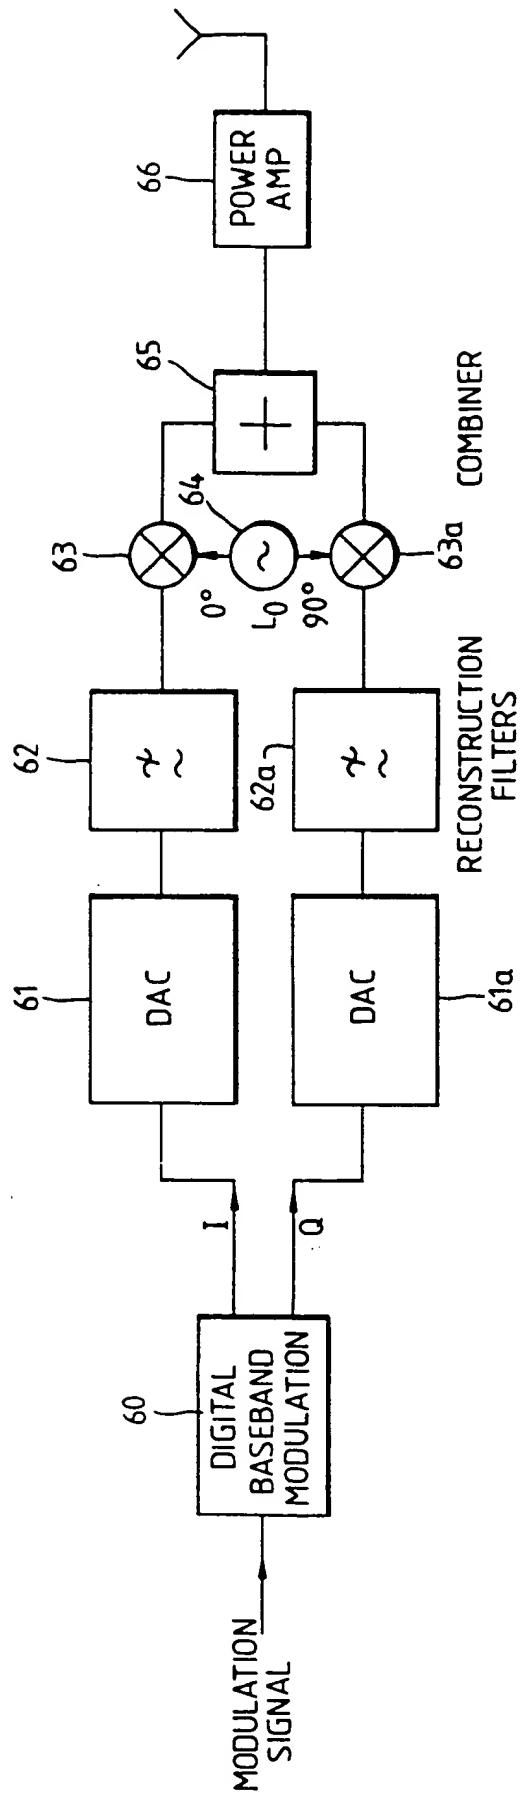 MODULATION
SIGNAL
60
DIGITAL
BASEBAND
MODULATION
I
Q
61
DAC
DAC
61a
62
62a
RECONSTRUCTION
FILTERS
63
0°
LO
90°
64
63a
65
COMBINER
66
POWER
AMP